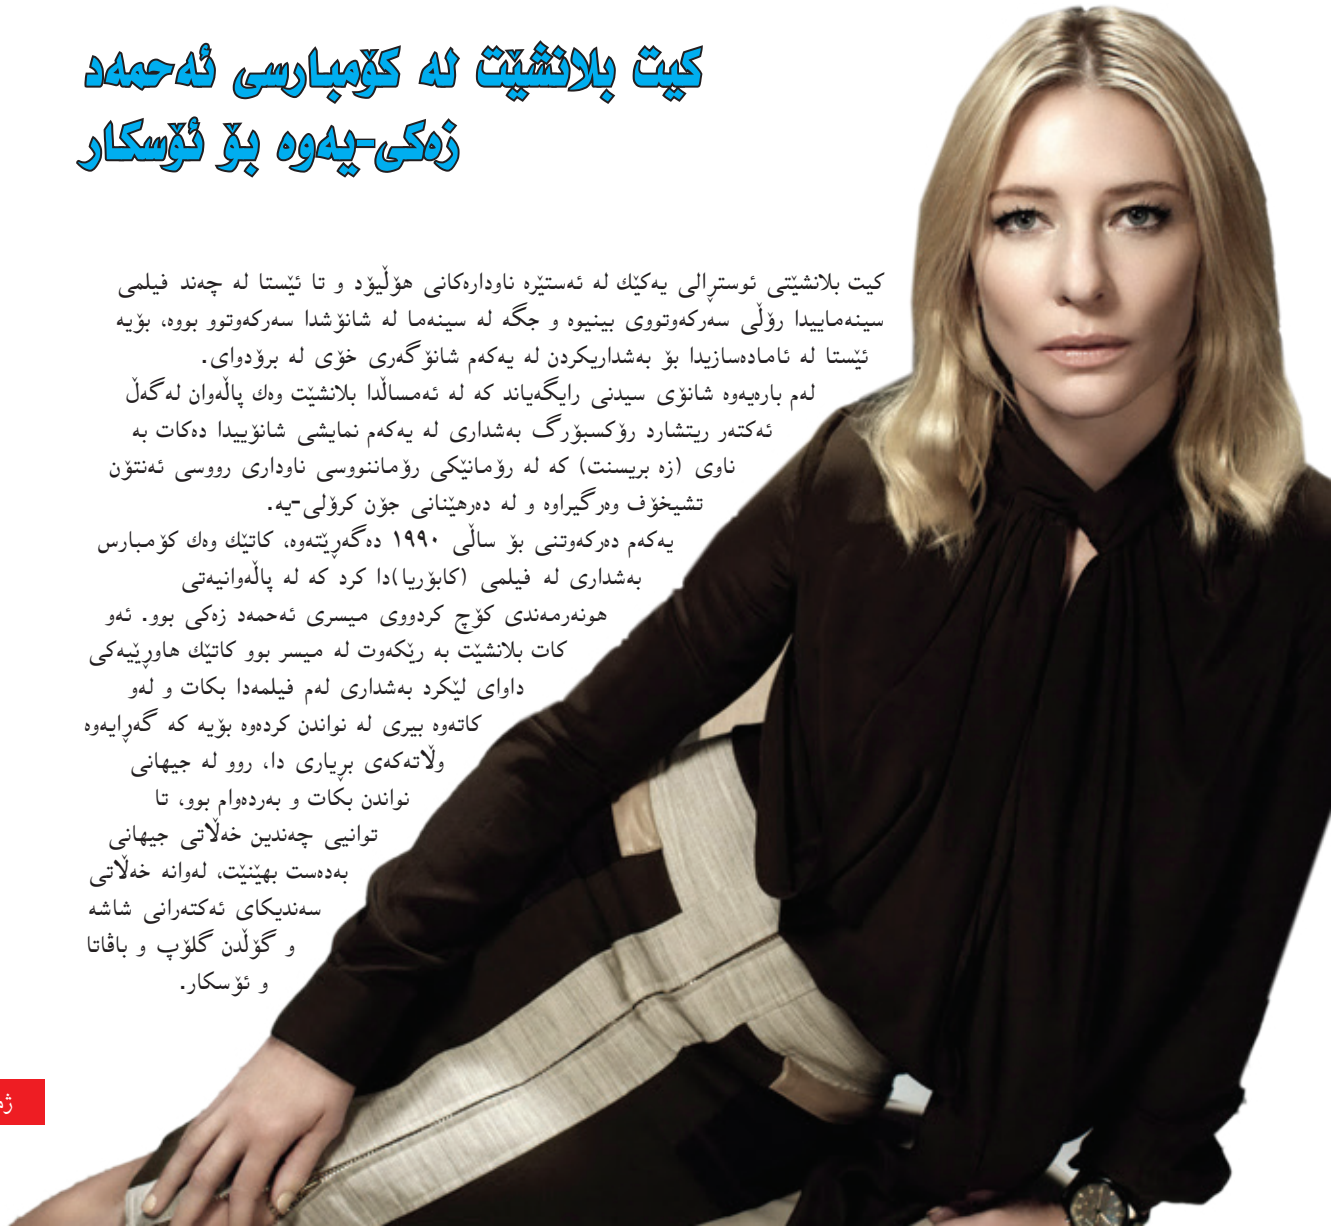 کیت بلانشێت لە کۆمبارسی ئەحمەد
زەکی-یەوە بۆ ئۆسکار
کیت بلانشێتی ئوسترالی یەکێك لە ئەستێرە ناودارەکانی هۆڵیۆد و تا ئێستا لە چەند فیلمی
سینەماییدا رۆڵی سەرکەوتووی بینیوە و جگە لە سینەما لە شانۆشدا سەرکەوتوو بووە، بۆیە
ئێستا لە ئامادەسازیدا بۆ بەشداریکردن لە یەکەم شانۆگەری خۆی لە برۆدوای.
لەم بارەیەوە شانۆی سیدنی رایگەیاند کە لە ئەمساڵدا بلانشێت وەك پاڵەوان لەگەڵ
ئەکتەر ریتشارد رۆکسبۆرگ بەشداری لە یەکەم نمایشی شانۆییدا دەکات بە
ناوی (زە بریسنت) کە لە رۆمانێکی رۆماننووسی ناوداری رووسی ئەنتۆن
تشیخۆف وەرگیراوە و لە دەرهێنانی جۆن کرۆلی-یە.
یەکەم دەرکەوتنی بۆ ساڵی ١٩٩٠ دەگەڕێتەوە، کاتێك وەك کۆمبارس
بەشداری لە فیلمی (کابۆریا)دا کرد کە لە پاڵەوانیەتی
هونەرمەندی کۆچ کردووی میسری ئەحمەد زەکی بوو. ئەو
کات بلانشێت بە رێکەوت لە میسر بوو کاتێك هاوڕێیەکی
داوای لێکرد بەشداری لەم فیلمەدا بکات و لەو
کاتەوە بیری لە نواندن کردەوە بۆیە کە گەڕایەوە
وڵاتەکەی بڕیاری دا، روو لە جیهانی
نواندن بکات و بەردەوام بوو، تا
توانیی چەندین خەڵاتی جیهانی
بەدەست بهێنێت، لەوانە خەڵاتی
سەندیکای ئەکتەرانی شاشە
و گۆڵدن گلۆپ و باڤاتا
و ئۆسکار.